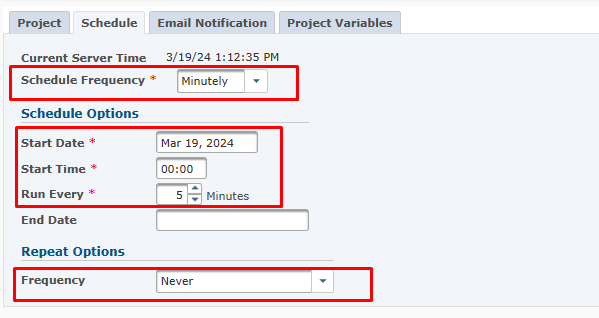 Project Schedule Email Notification Project Variables
Current Server Time 3/19/24 1:12:35 PM
Schedule Frequency * Minutely
Schedule Options
Start Date * Mar 19, 2024
Start Time * 00:00
Run Every * 5 Minutes
End Date
Repeat Options
Frequency Never